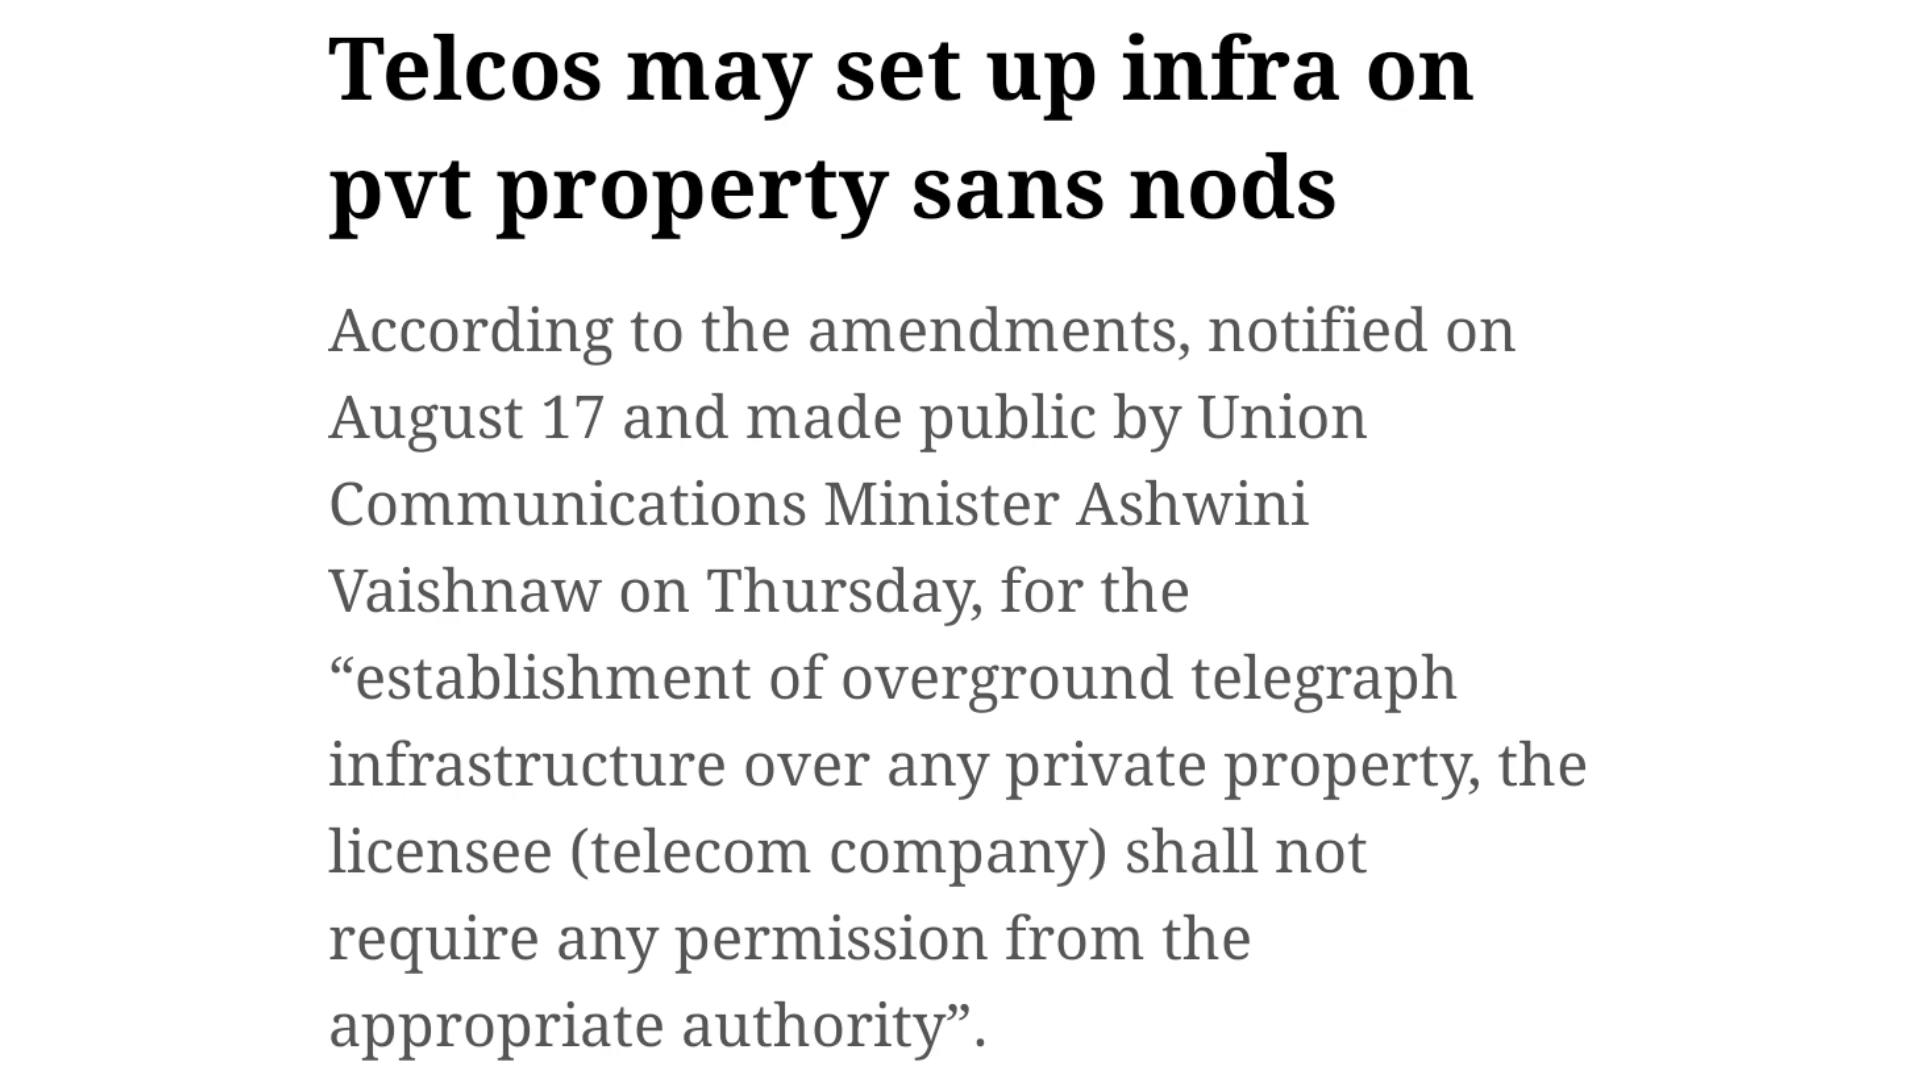 Telcos may set up infra on
pvt property sans nods
According to the amendments, notified on
August 17 and made public by Union
Communications Minister Ashwini
Vaishnaw on Thursday, for the
“establishment of overground telegraph
infrastructure over any private property, the
licensee (telecom company) shall not
require any permission from the
appropriate authority”.